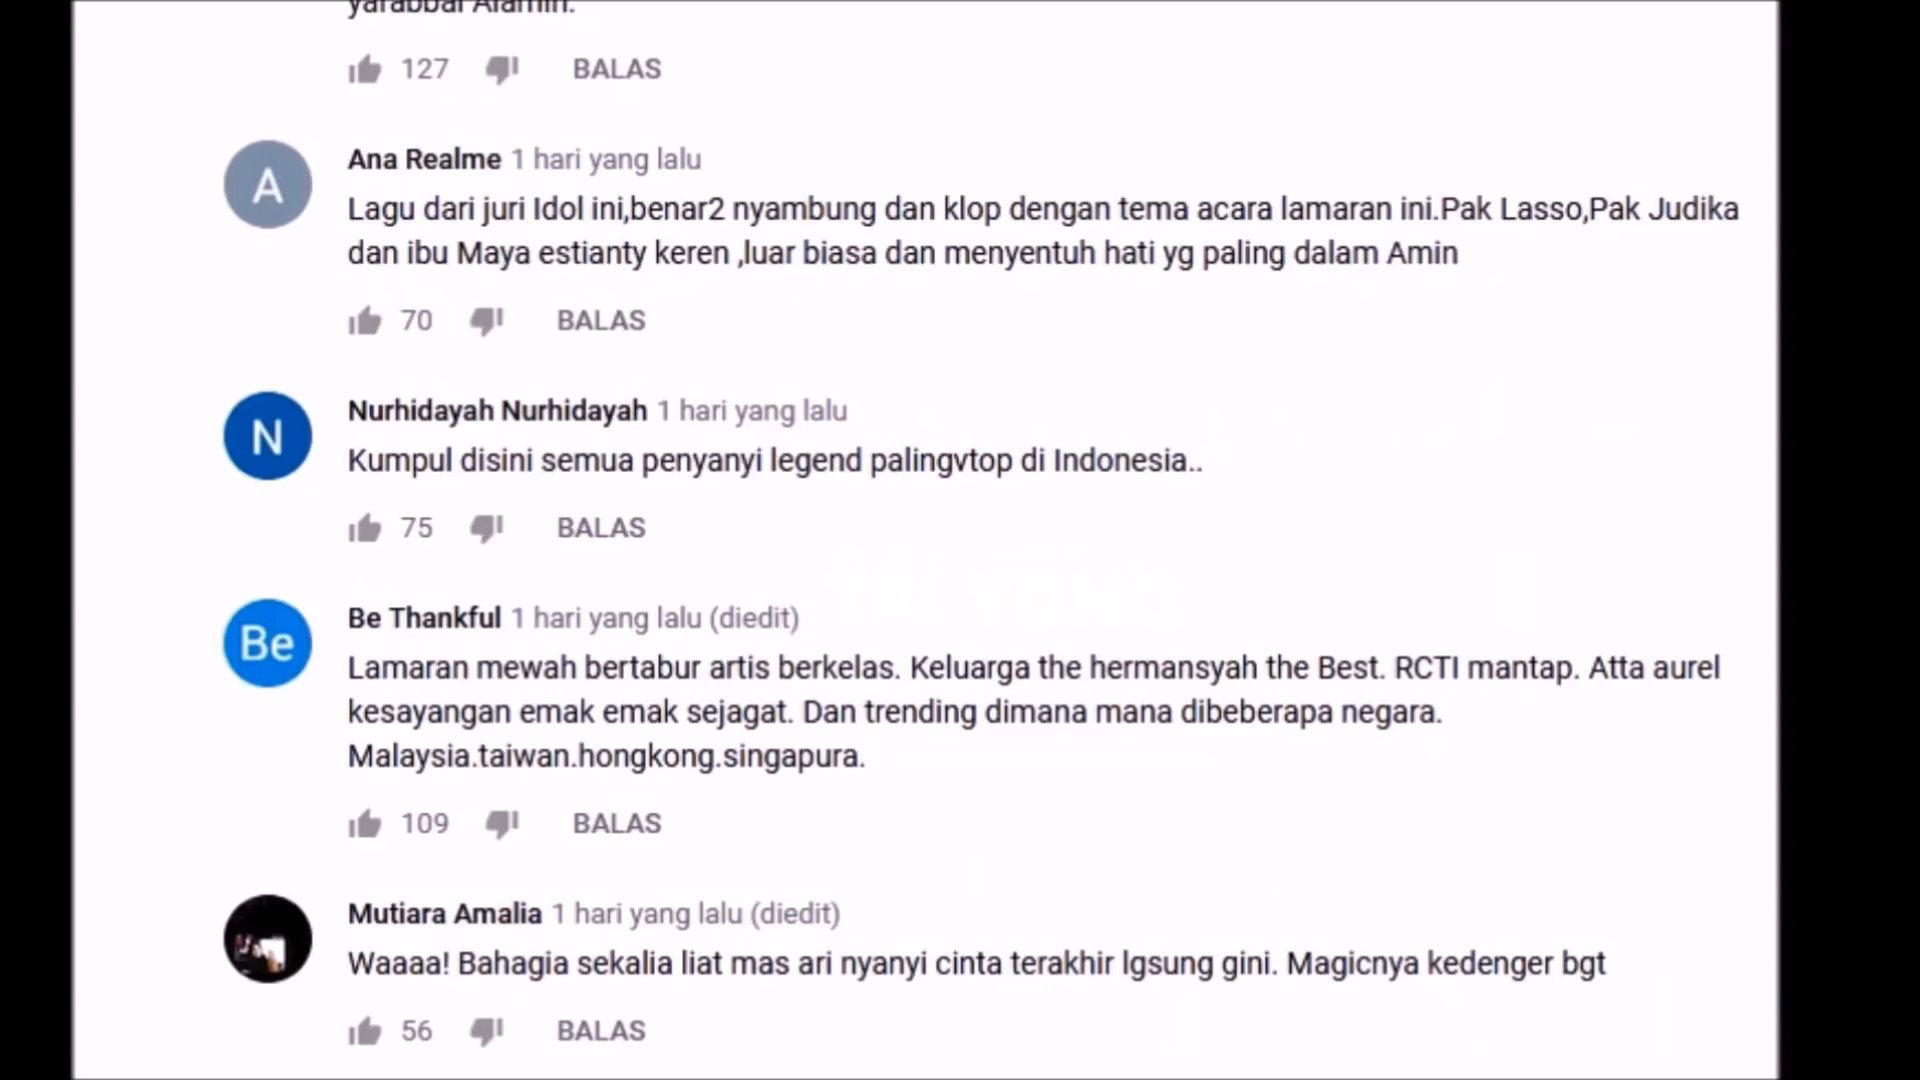 yarabbal Alamin.
127 BALAS
A
Ana Realme 1 hari yang lalu
Lagu dari juri Idol ini,benar2 nyambung dan klop dengan tema acara lamaran ini.Pak Lasso,Pak Judika
dan ibu Maya estianty keren ,luar biasa dan menyentuh hati yg paling dalam Amin
70 BALAS
N
Nurhidayah Nurhidayah 1 hari yang lalu
Kumpul disini semua penyanyi legend palingvtop di Indonesia..
75 BALAS
Be
Be Thankful 1 hari yang lalu (diedit)
Lamaran mewah bertabur artis berkelas. Keluarga the hermansyah the Best. RCTI mantap. Atta aurel
kesayangan emak emak sejagat. Dan trending dimana mana dibeberapa negara.
Malaysia.taiwan.hongkong.singapura.
109 BALAS
Mutiara Amalia 1 hari yang lalu (diedit)
Waaaa! Bahagia sekalia liat mas ari nyanyi cinta terakhir lgsung gini. Magicnya kedenger bgt
56 BALAS